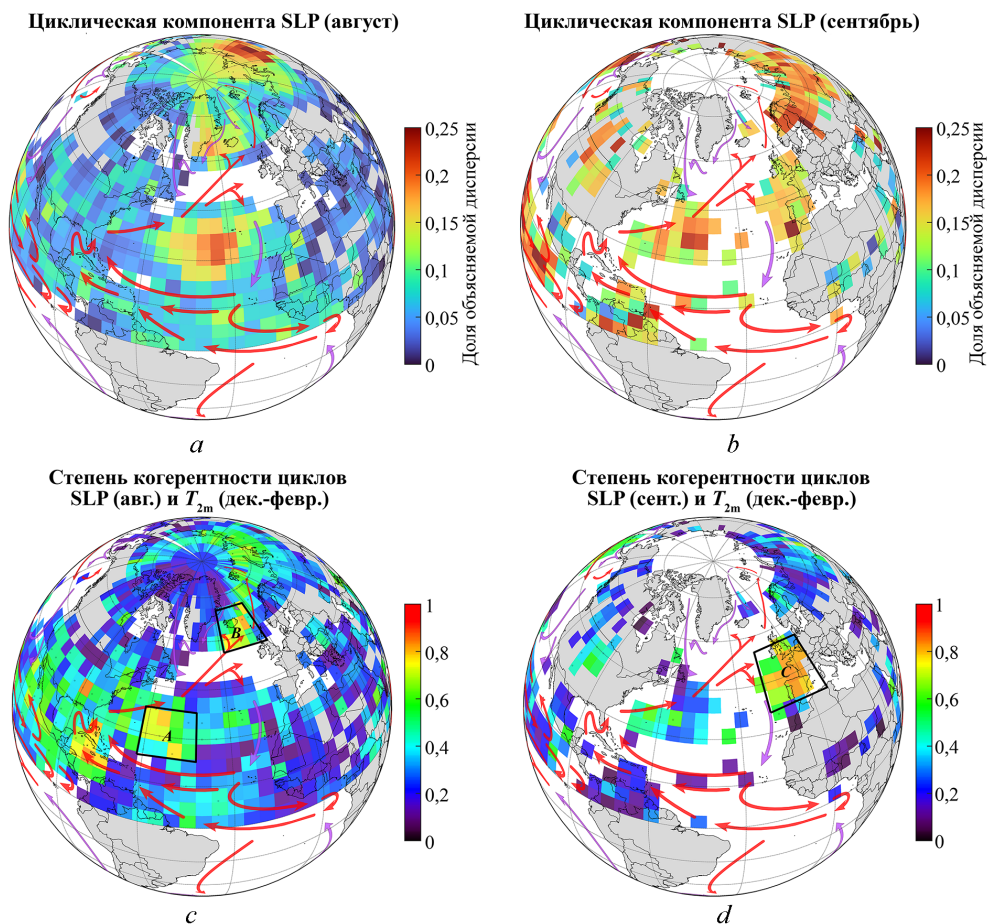 Циклическая компонента SLP (август)
Циклическая компонента SLP (сентябрь)
0,25
0,2
0,15
0,1
0,05
0
Доля объясняемой дисперсии
0,25
0,2
0,15
0,1
0,05
0
Доля объясняемой дисперсии
a
b
Степень когерентности циклов
SLP (авг.) и T2m (дек.-февр.)
Степень когерентности циклов
SLP (сент.) и T2m (дек.-февр.)
B
A
1
0,8
0,6
0,4
0,2
0
C
1
0,8
0,6
0,4
0,2
0
c
d